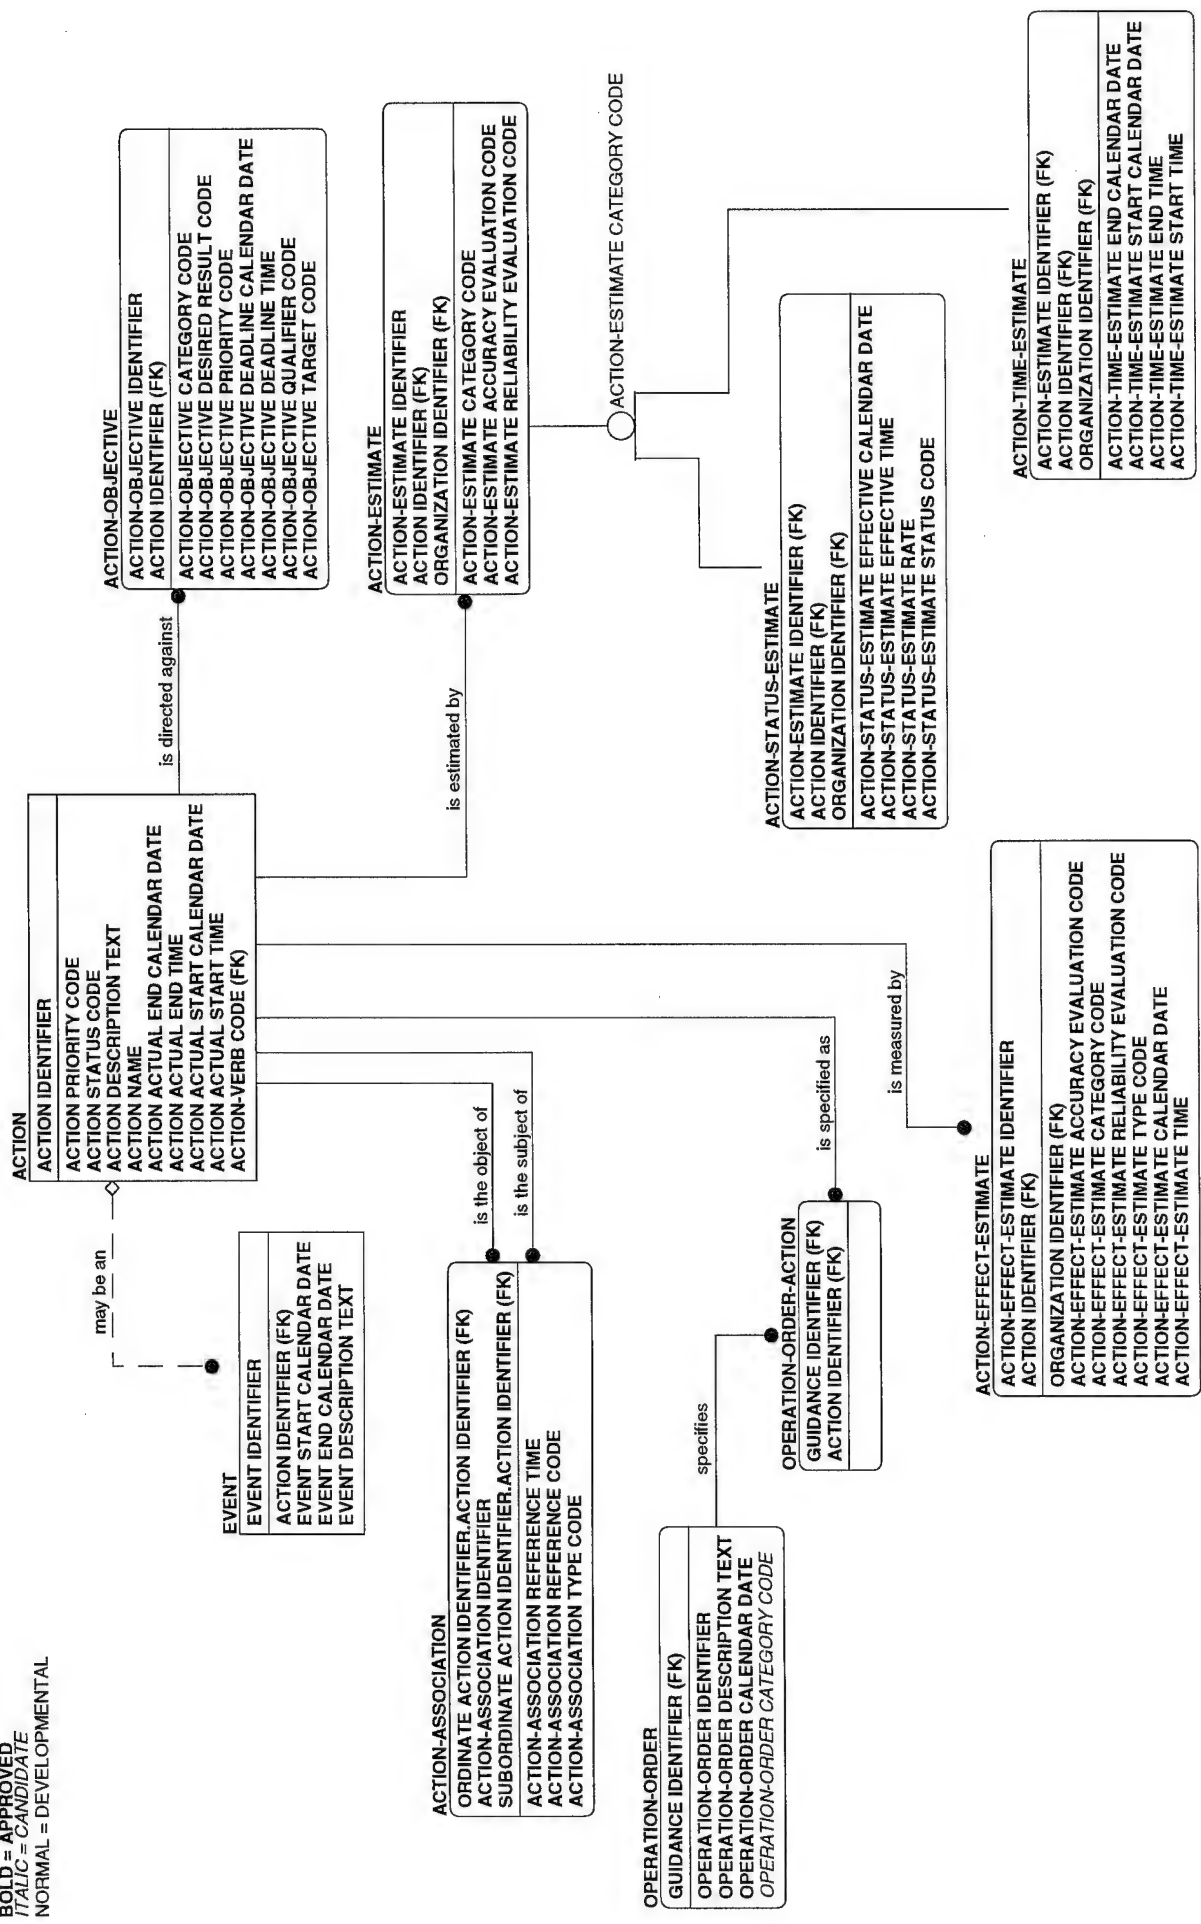 BOLD = APPROVED
ITALIC = CANDIDATE
NORMAL = DEVELOPMENTAL
ACTION
ACTION IDENTIFIER
ACTION PRIORITY CODE
ACTION STATUS CODE
ACTION DESCRIPTION TEXT
ACTION NAME
ACTION ACTUAL END CALENDAR DATE
ACTION ACTUAL END TIME
ACTION ACTUAL START CALENDAR DATE
ACTION ACTUAL START TIME
ACTION-VERB CODE (FK)
may be an
is directed against
ACTION-OBJECTIVE
ACTION-OBJECTIVE IDENTIFIER
ACTION IDENTIFIER (FK)
ACTION-OBJECTIVE CATEGORY CODE
ACTION-OBJECTIVE DESIRED RESULT CODE
ACTION-OBJECTIVE PRIORITY CODE
ACTION-OBJECTIVE DEADLINE CALENDAR DATE
ACTION-OBJECTIVE DEADLINE TIME
ACTION-OBJECTIVE QUALIFIER CODE
ACTION-OBJECTIVE TARGET CODE
EVENT
EVENT IDENTIFIER
ACTION IDENTIFIER (FK)
EVENT START CALENDAR DATE
EVENT END CALENDAR DATE
EVENT DESCRIPTION TEXT
is estimated by
ACTION-ESTIMATE
ACTION-ESTIMATE IDENTIFIER
ACTION IDENTIFIER (FK)
ORGANIZATION IDENTIFIER (FK)
ACTION-ESTIMATE CATEGORY CODE
ACTION-ESTIMATE ACCURACY EVALUATION CODE
ACTION-ESTIMATE RELIABILITY EVALUATION CODE
ACTION-ESTIMATE CATEGORY CODE
ACTION-ASSOCIATION
ORDINATE ACTION IDENTIFIER.ACTION IDENTIFIER (FK)
ACTION-ASSOCIATION IDENTIFIER
SUBORDINATE ACTION IDENTIFIER.ACTION IDENTIFIER (FK)
ACTION-ASSOCIATION REFERENCE TIME
ACTION-ASSOCIATION REFERENCE CODE
ACTION-ASSOCIATION TYPE CODE
is the object of
is the subject of
OPERATION-ORDER
GUIDANCE IDENTIFIER (FK)
OPERATION-ORDER IDENTIFIER
OPERATION-ORDER DESCRIPTION TEXT
OPERATION-ORDER CALENDAR DATE
OPERATION-ORDER CATEGORY CODE
specifies
OPERATION-ORDER-ACTION
GUIDANCE IDENTIFIER (FK)
ACTION IDENTIFIER (FK)
is specified as
is measured by
ACTION-STATUS-ESTIMATE
ACTION-ESTIMATE IDENTIFIER (FK)
ACTION IDENTIFIER (FK)
ORGANIZATION IDENTIFIER (FK)
ACTION-STATUS-ESTIMATE EFFECTIVE CALENDAR DATE
ACTION-STATUS-ESTIMATE EFFECTIVE TIME
ACTION-STATUS-ESTIMATE RATE
ACTION-STATUS-ESTIMATE STATUS CODE
ACTION-EFFECT-ESTIMATE
ACTION-EFFECT-ESTIMATE IDENTIFIER
ACTION IDENTIFIER (FK)
ORGANIZATION IDENTIFIER (FK)
ACTION-EFFECT-ESTIMATE ACCURACY EVALUATION CODE
ACTION-EFFECT-ESTIMATE CATEGORY CODE
ACTION-EFFECT-ESTIMATE RELIABILITY EVALUATION CODE
ACTION-EFFECT-ESTIMATE TYPE CODE
ACTION-EFFECT-ESTIMATE CALENDAR DATE
ACTION-EFFECT-ESTIMATE TIME
ACTION-TIME-ESTIMATE
ACTION-ESTIMATE IDENTIFIER (FK)
ACTION IDENTIFIER (FK)
ORGANIZATION IDENTIFIER (FK)
ACTION-TIME-ESTIMATE END CALENDAR DATE
ACTION-TIME-ESTIMATE START CALENDAR DATE
ACTION-TIME-ESTIMATE END TIME
ACTION-TIME-ESTIMATE START TIME